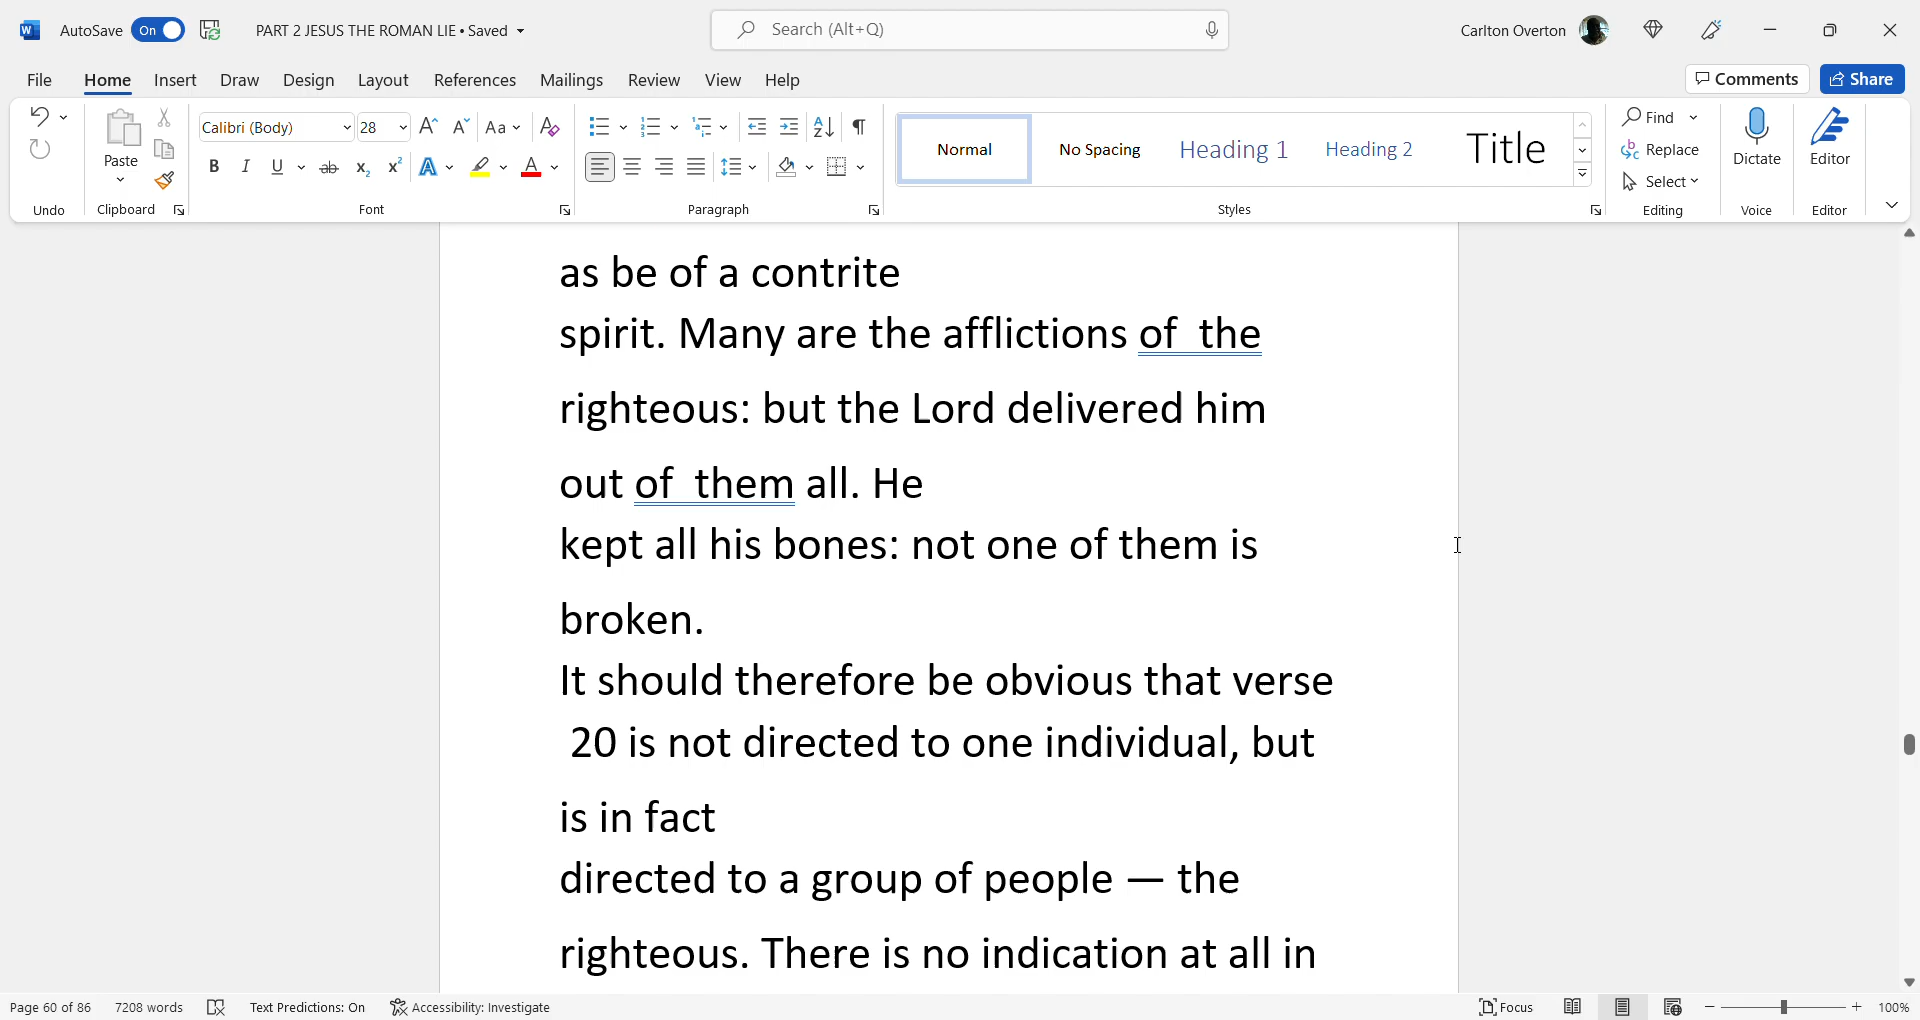 AutoSave On PART 2 JESUS THE ROMAN LIE • Saved Search (Alt+Q) Carlton Overton
File Home Insert Draw Design Layout References Mailings Review View Help Comments Share
Calibri (Body) 28 Aa
Paste
Normal No Spacing Heading 1 Heading 2 Title
Find
Replace
Select
Dictate Editor
Undo Clipboard Font Paragraph Styles Editing Voice Editor
as be of a contrite
spirit. Many are the afflictions of  the
righteous: but the Lord delivered him
out of  them all. He
kept all his bones: not one of them is
broken.
It should therefore be obvious that verse
20 is not directed to one individual, but
is in fact
directed to a group of people — the
righteous. There is no indication at all in
Page 60 of 86 7208 words Text Predictions: On Accessibility: Investigate Focus 100%